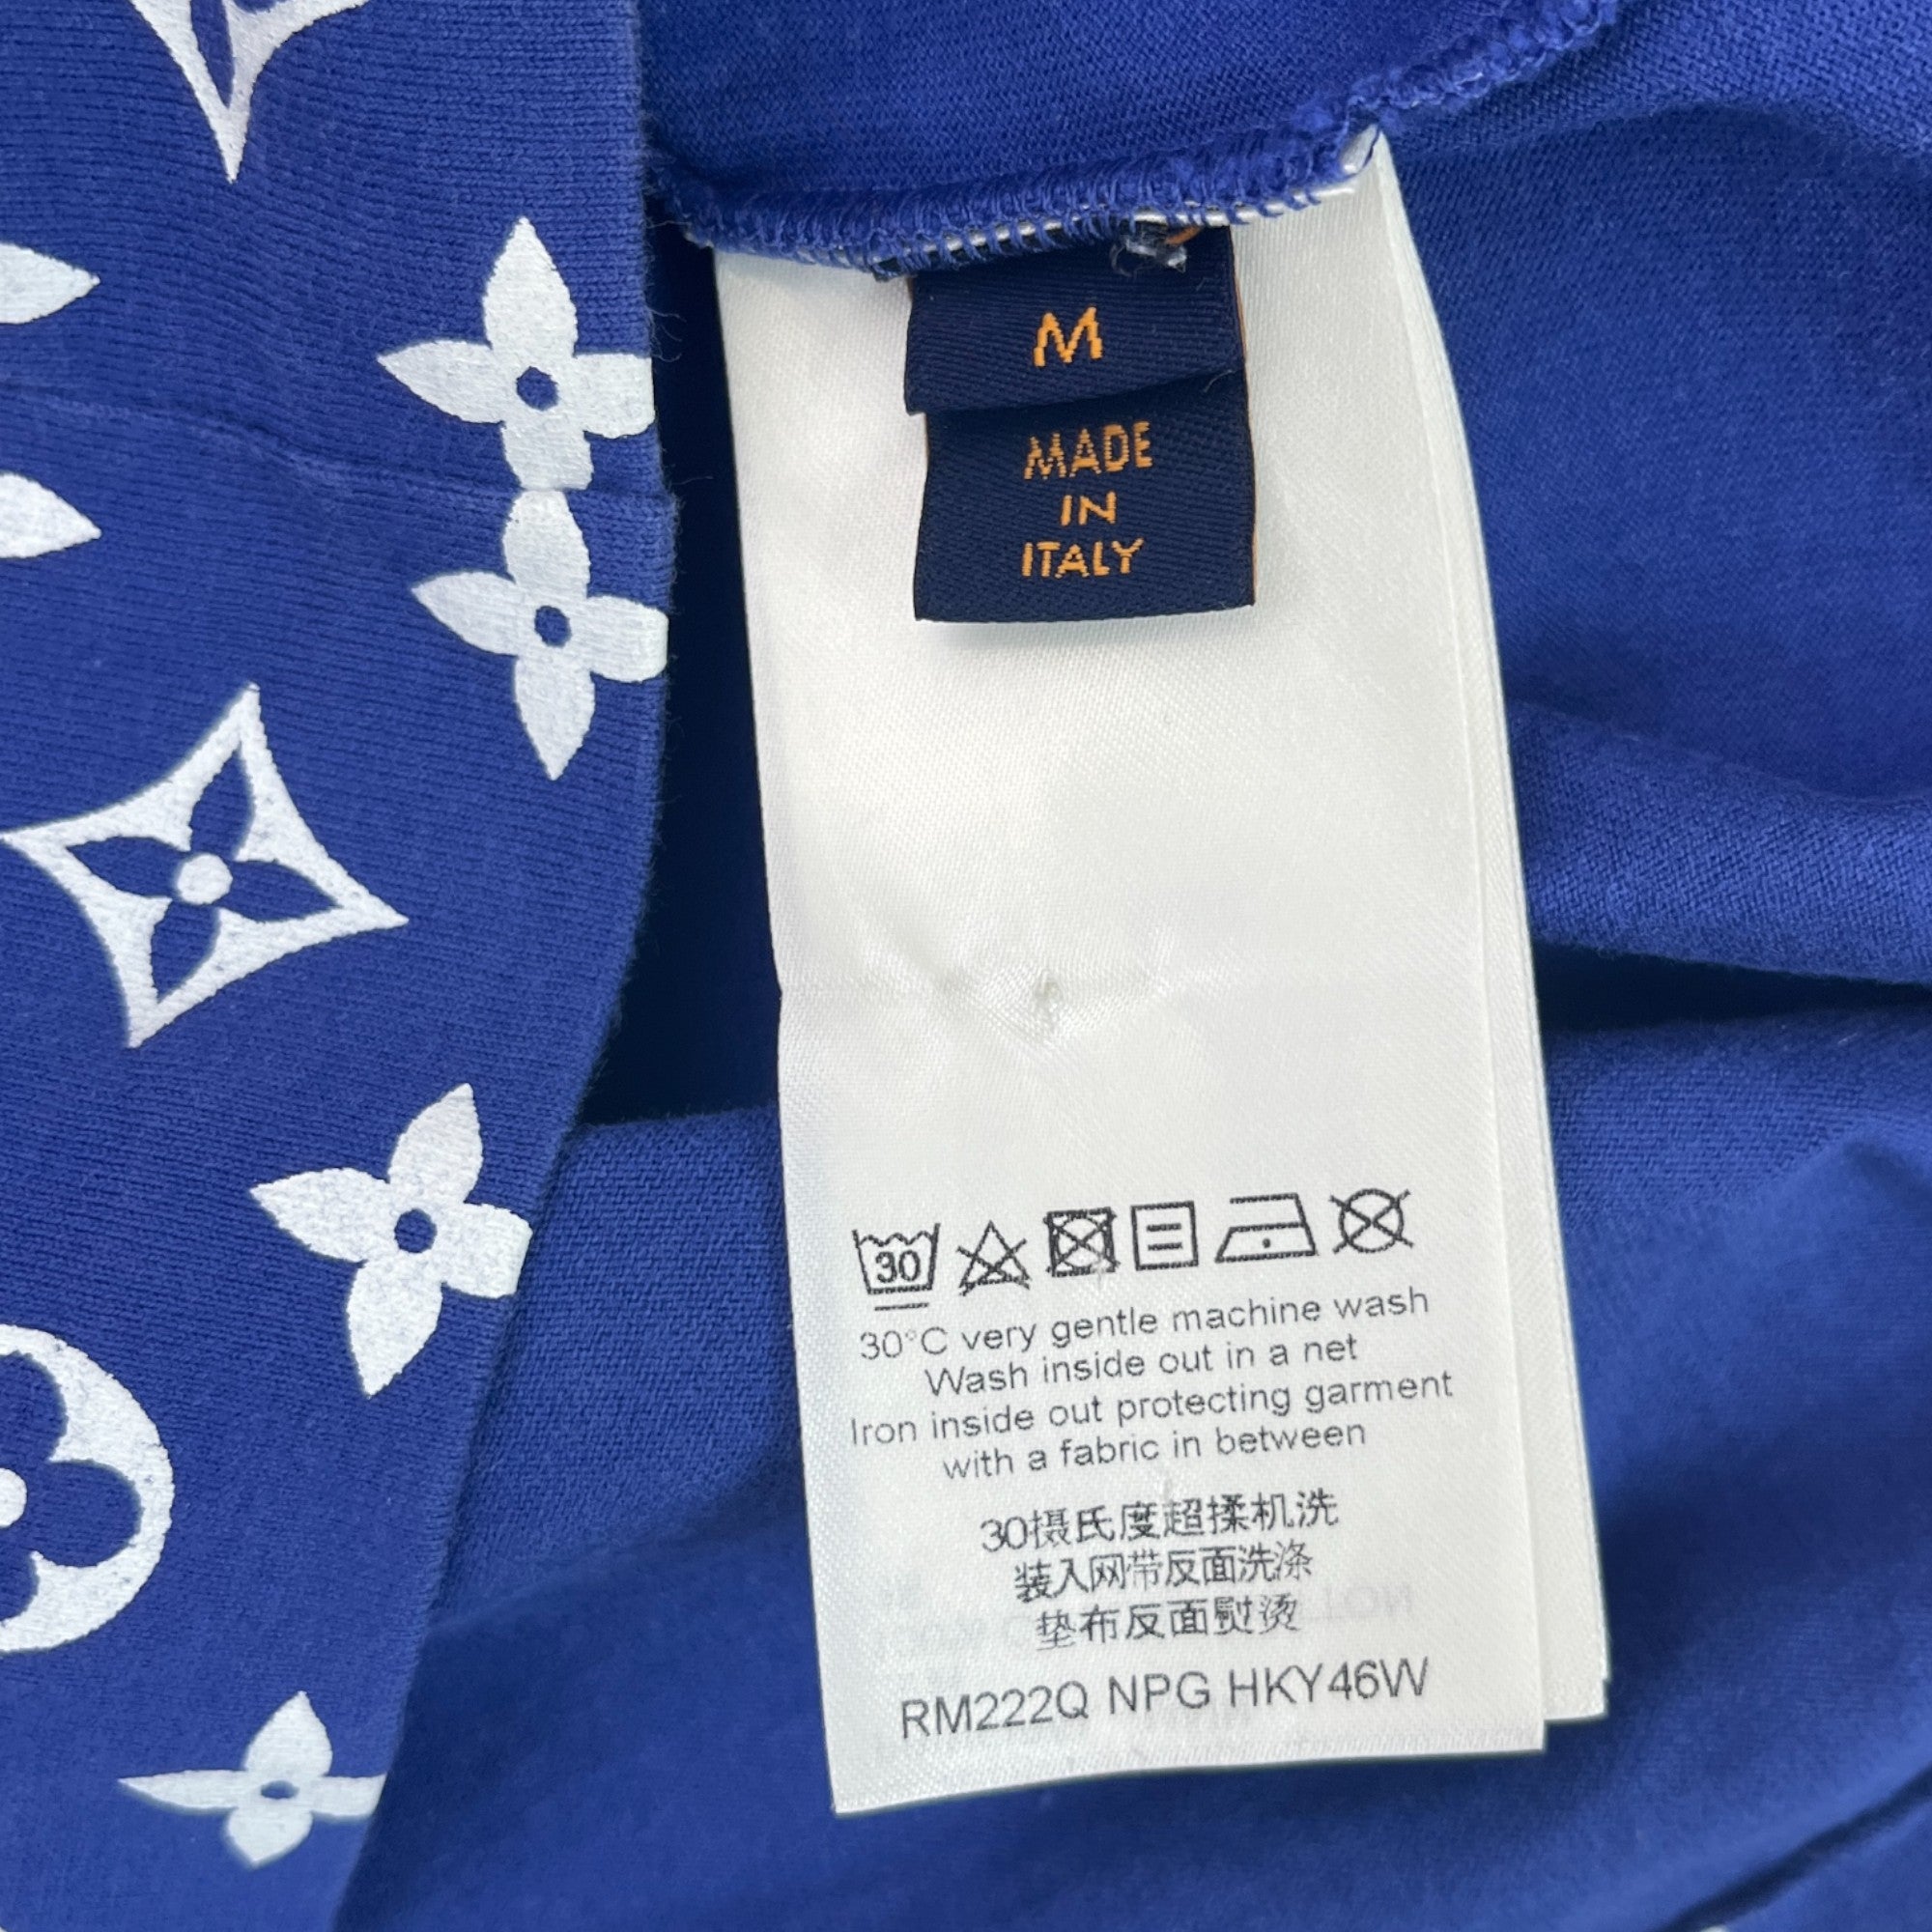 M
MADE
IN
ITALY
30
30°C very gentle machine wash
Wash inside out in a net
Iron inside out protecting garment
with a fabric in between
30摄氏度超揉机洗
装入网带反面洗涤
垫布反面熨烫
RM222Q NPG HKY46W